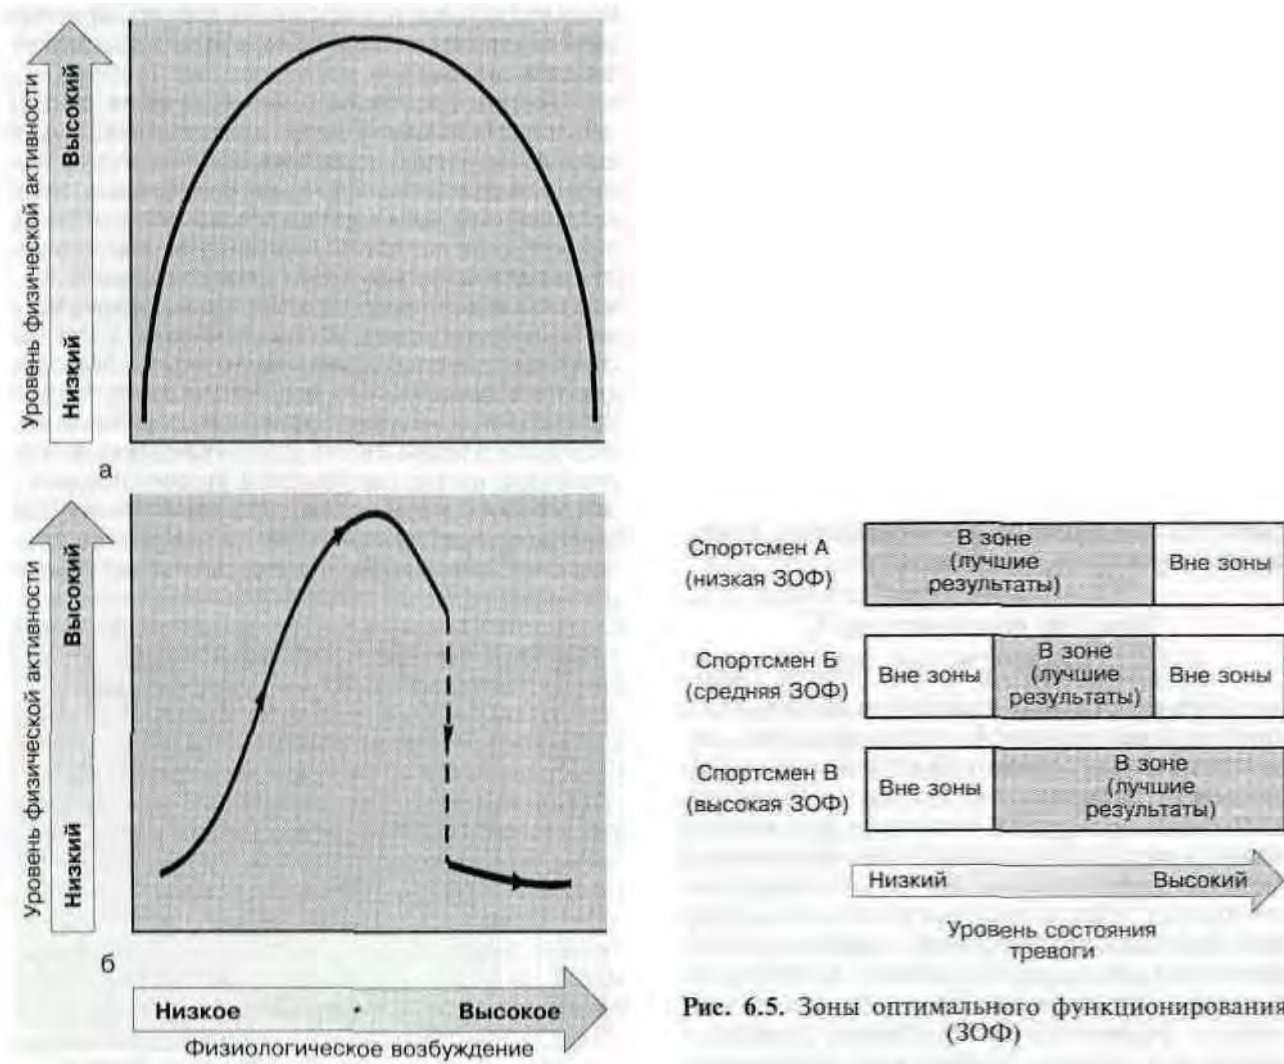 Уровень физической активности
Низкий
Высокий
а
Уровень физической активности
Низкий
Высокий
б
Низкое
Высокое
Физиологическое возбуждение
Спортсмен А
(низкая ЗОФ)
В зоне
(лучшие
результаты)
Вне зоны
Спортсмен Б
(средняя ЗОФ)
Вне зоны
В зоне
(лучшие
результаты)
Вне зоны
Спортсмен В
(высокая ЗОФ)
Вне зоны
В зоне
(лучшие
результаты)
Низкий
Высокий
Уровень состояния
тревоги
Рис. 6.5. Зоны оптимального функционирования
(ЗОФ)